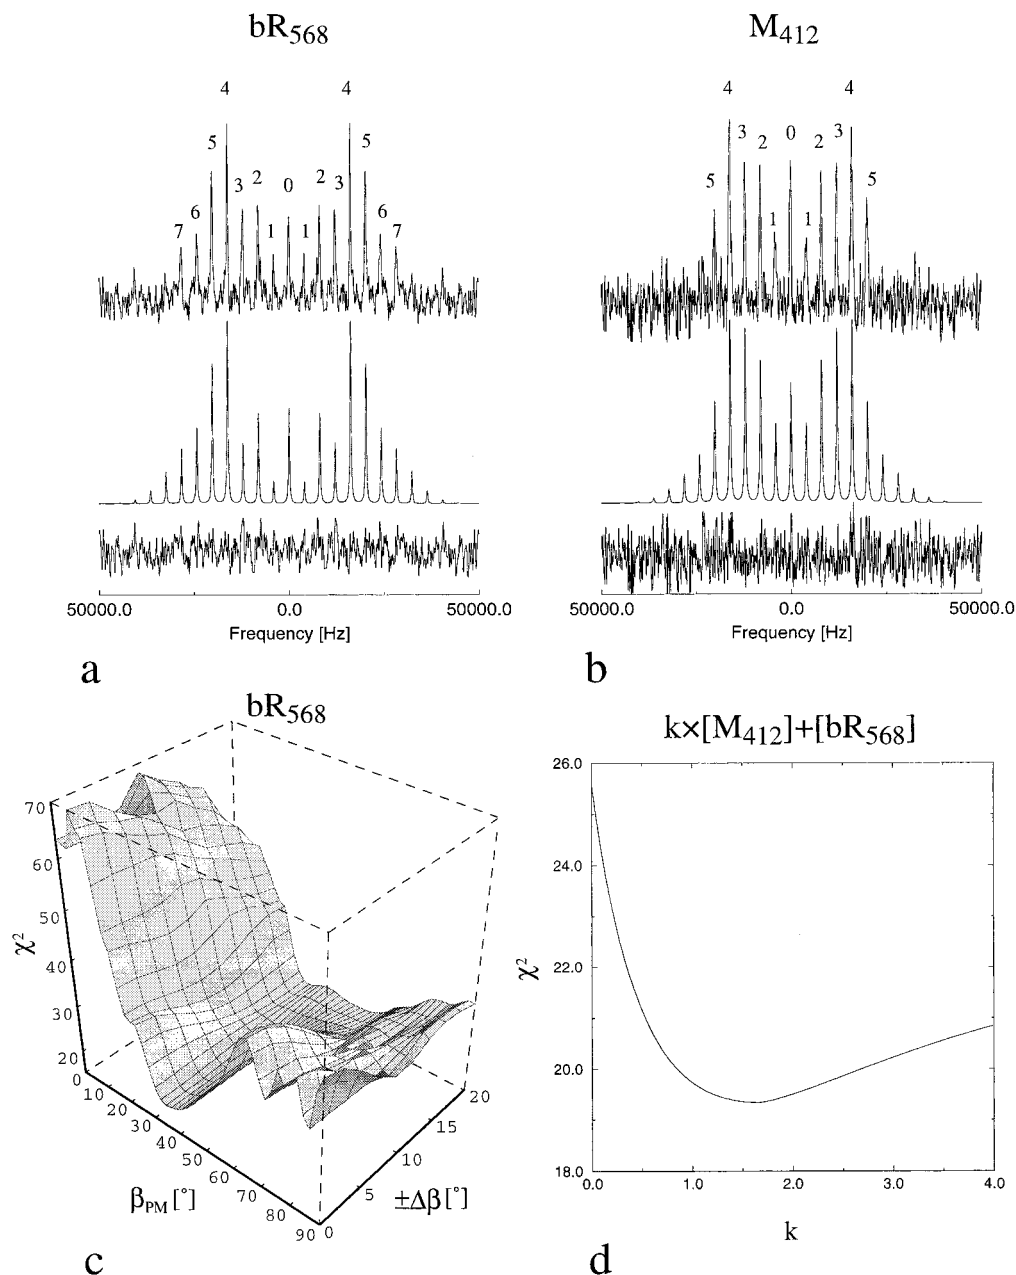 bR568
M412
4 4
5 5
3 2 0 2 3
7 6 1 1 6 7
4 4
3 2 0 2 3
5 1 1 5
50000.0 0.0 50000.0
Frequency [Hz]
50000.0 0.0 50000.0
Frequency [Hz]
a
b
bR568
70
60
50
40
30
20
χ²
0 10 20 30 40 50 60 70 80 90
βPM [°]
0 5 10 15 20
±Δβ[°]
c
k×[M412]+[bR568]
26.0
24.0
22.0
20.0
18.0
χ²
0.0 1.0 2.0 3.0 4.0
k
d